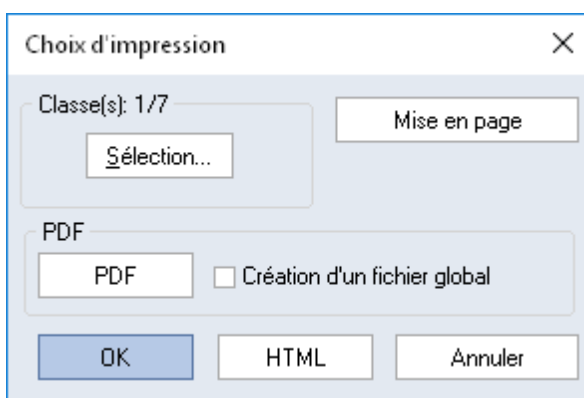 Choix d'impression
Classe(s): 1/7
Mise en page
Sélection...
PDF
PDF
Création d'un fichier global
OK
HTML
Annuler